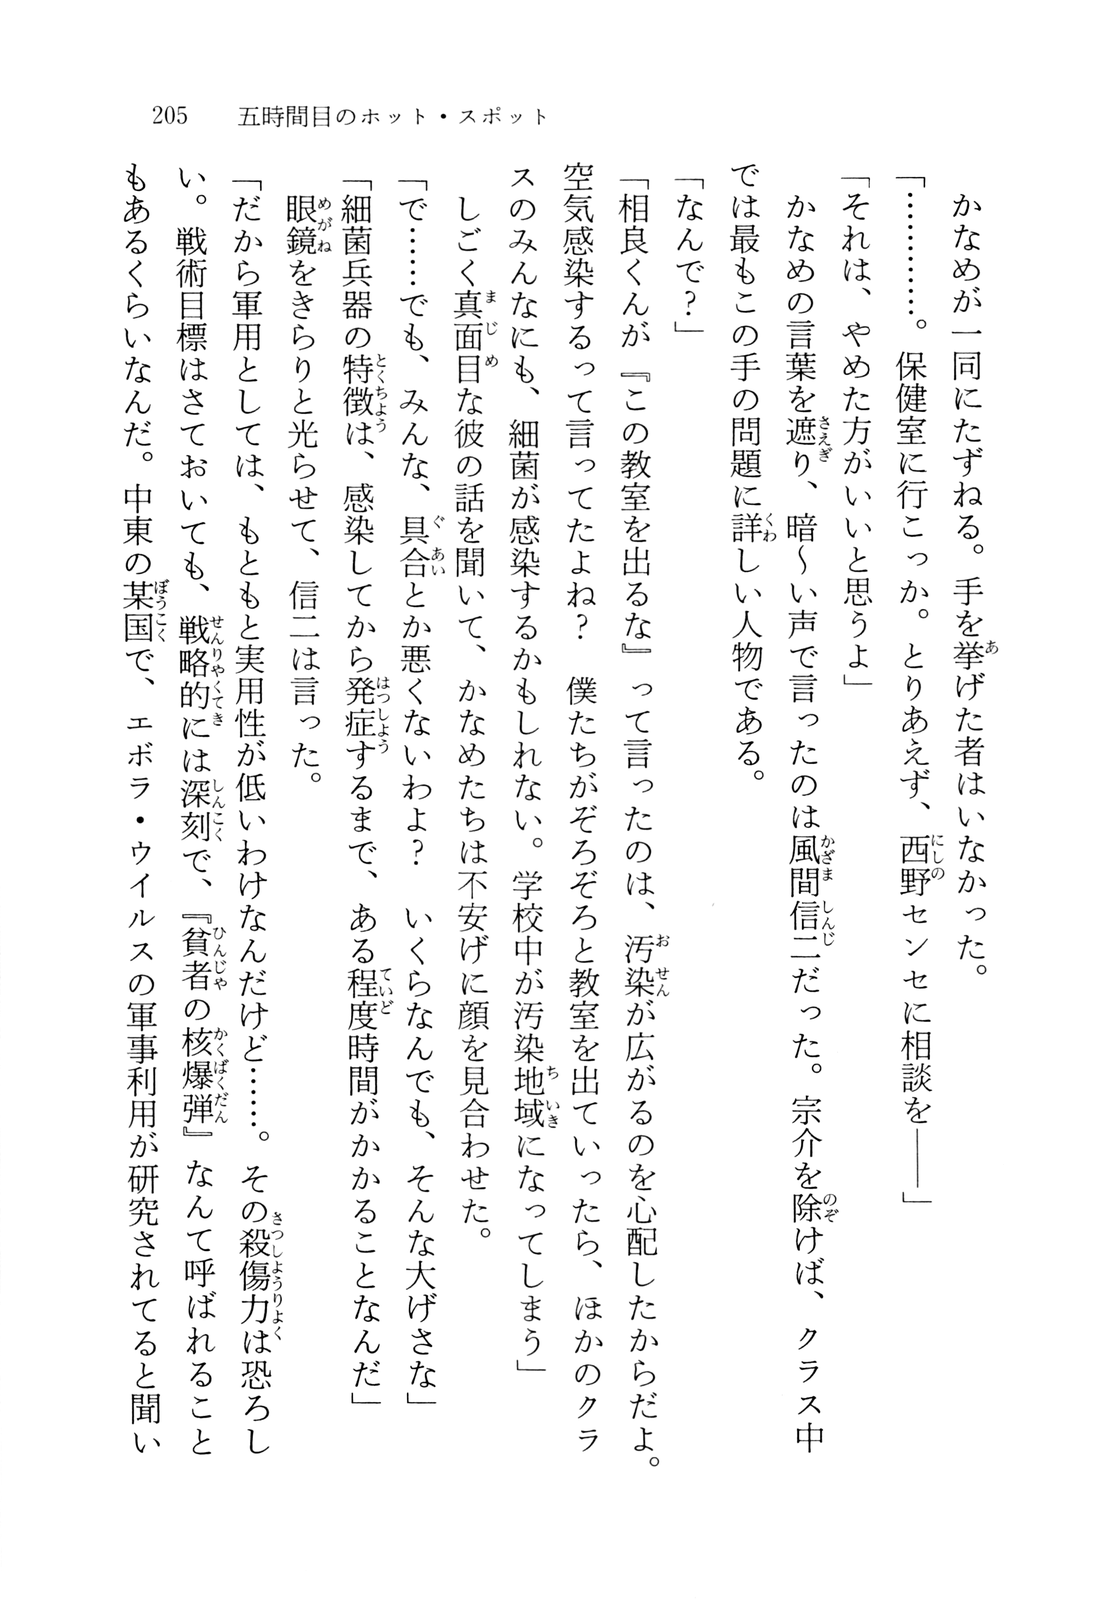 205　五時間目のホット・スポット
　かなめが一同にたずねる。手を挙げた者はいなかった。
「…………。保健室に行こっか。とりあえず、西野センセに相談を――」
「それは、やめた方がいいと思うよ」
　かなめの言葉を遮り、暗〜い声で言ったのは風間信二だった。宗介を除けば、クラス中
では最もこの手の問題に詳しい人物である。
「なんで？」
「相良くんが『この教室を出るな』って言ったのは、汚染が広がるのを心配したからだよ。
空気感染するって言ってたよね？　僕たちがぞろぞろと教室を出ていったら、ほかのクラ
スのみんなにも、細菌が感染するかもしれない。学校中が汚染地域になってしまう」
　しごく真面目な彼の話を聞いて、かなめたちは不安げに顔を見合わせた。
「で……でも、みんな、具合とか悪くないわよ？　いくらなんでも、そんな大げさな」
「細菌兵器の特徴は、感染してから発症するまで、ある程度時間がかかることなんだ」
　眼鏡をきらりと光らせて、信二は言った。
「だから軍用としては、もともと実用性が低いわけなんだけど……。その殺傷力は恐ろし
い。戦術目標はさておいても、戦略的には深刻で、『貧者の核爆弾』なんて呼ばれること
もあるくらいなんだ。中東の某国で、エボラ・ウイルスの軍事利用が研究されてると聞い